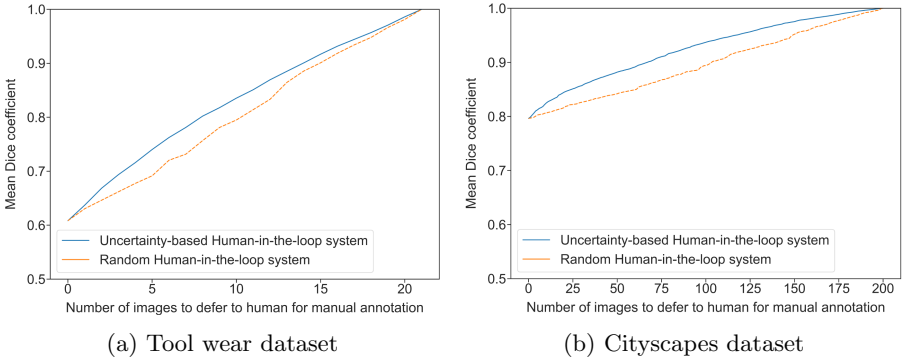 1.0
0.9
0.8
0.7
0.6
0.5
Mean Dice coefficient
Uncertainty-based Human-in-the-loop system
Random Human-in-the-loop system
0 5 10 15 20
Number of images to defer to human for manual annotation
(a) Tool wear dataset
1.0
0.9
0.8
0.7
0.6
0.5
Mean Dice coefficient
Uncertainty-based Human-in-the-loop system
Random Human-in-the-loop system
0 25 50 75 100 125 150 175 200
Number of images to defer to human for manual annotation
(b) Cityscapes dataset